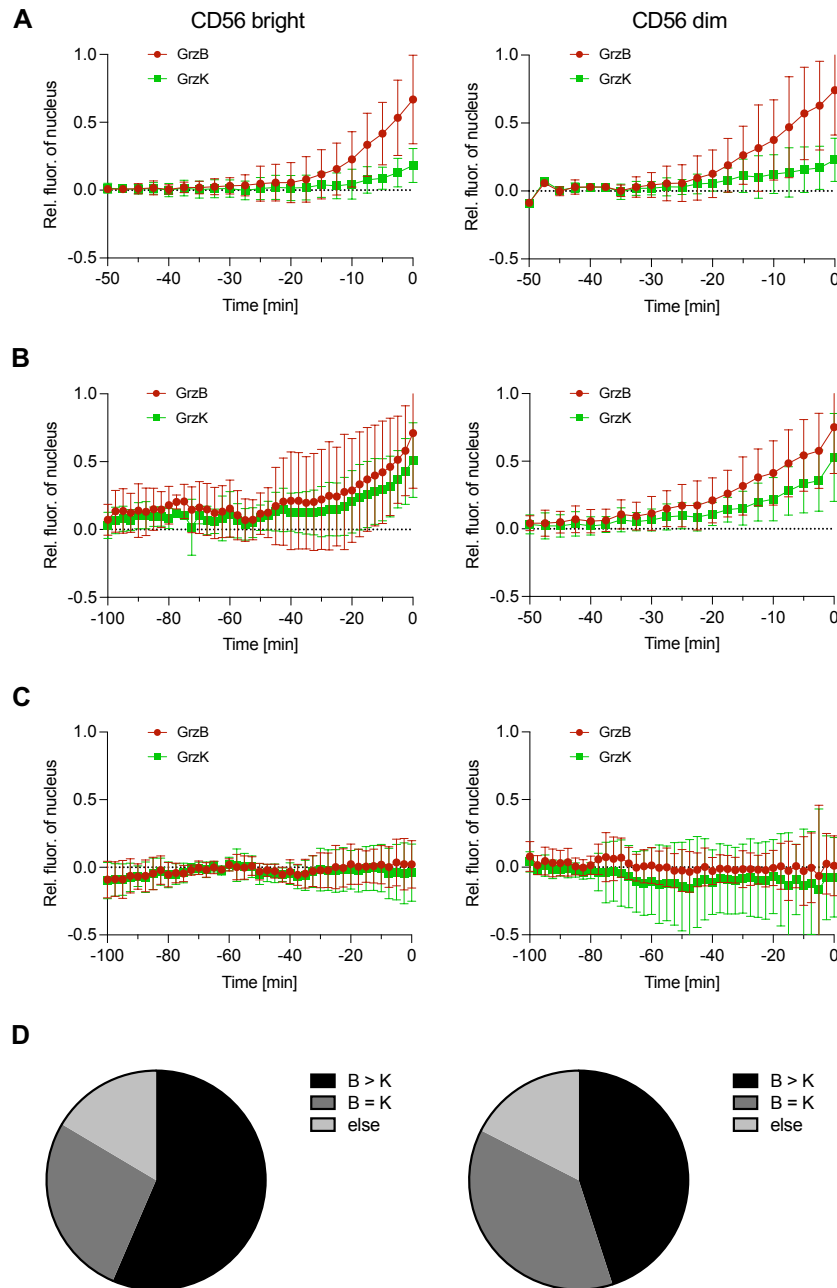 A
CD56 bright
CD56 dim
Rel. fluor. of nucleus
1.0
0.5
0.0
-0.5
GrzB
GrzK
-50 -40 -30 -20 -10 0
Time [min]
Rel. fluor. of nucleus
1.0
0.5
0.0
-0.5
GrzB
GrzK
-50 -40 -30 -20 -10 0
Time [min]
B
Rel. fluor. of nucleus
1.0
0.5
0.0
-0.5
GrzB
GrzK
-100 -80 -60 -40 -20 0
Time [min]
Rel. fluor. of nucleus
1.0
0.5
0.0
-0.5
GrzB
GrzK
-50 -40 -30 -20 -10 0
Time [min]
C
Rel. fluor. of nucleus
1.0
0.5
0.0
-0.5
GrzB
GrzK
-100 -80 -60 -40 -20 0
Time [min]
Rel. fluor. of nucleus
1.0
0.5
0.0
-0.5
GrzB
GrzK
-100 -80 -60 -40 -20 0
Time [min]
D
B > K
B = K
else
B > K
B = K
else